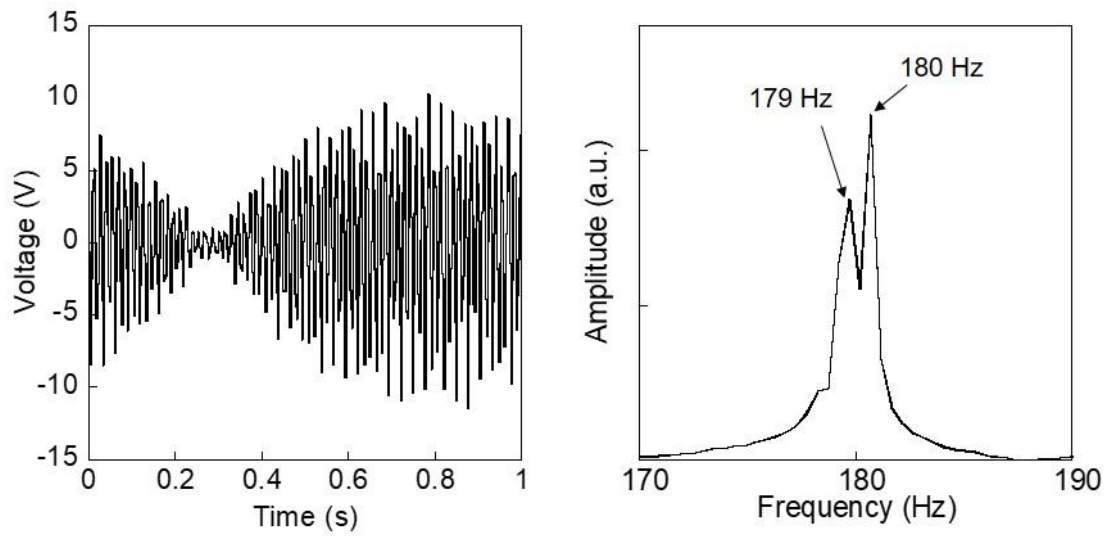 15
10
5
0
-5
-10
-15
Voltage (V)
0 0.2 0.4 0.6 0.8 1
Time (s)
179 Hz
180 Hz
Amplitude (a.u.)
170 180 190
Frequency (Hz)